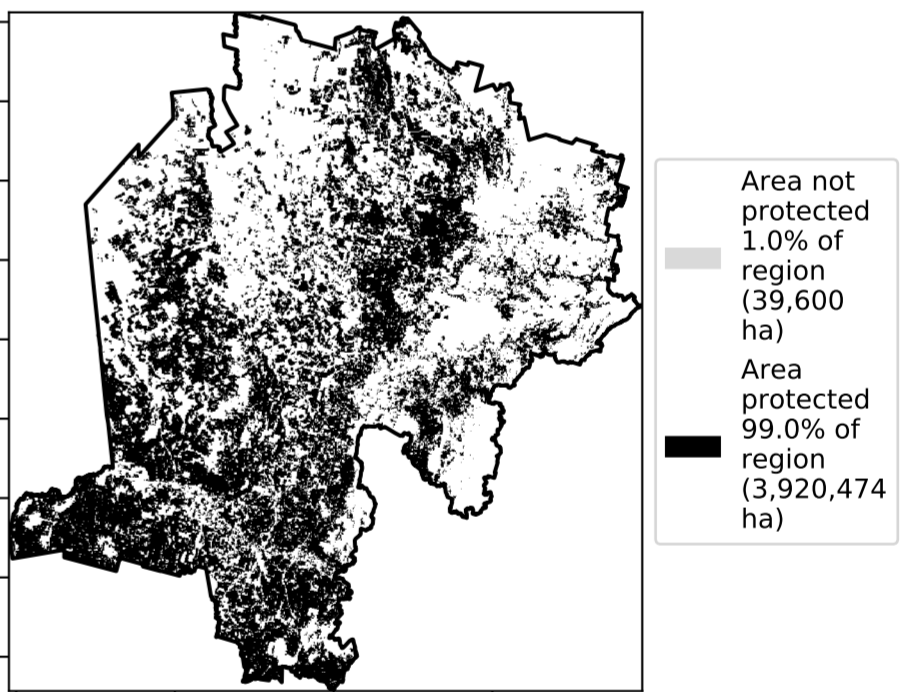 Area not
protected
1.0% of
region
(39,600
ha)
Area
protected
99.0% of
region
(3,920,474
ha)